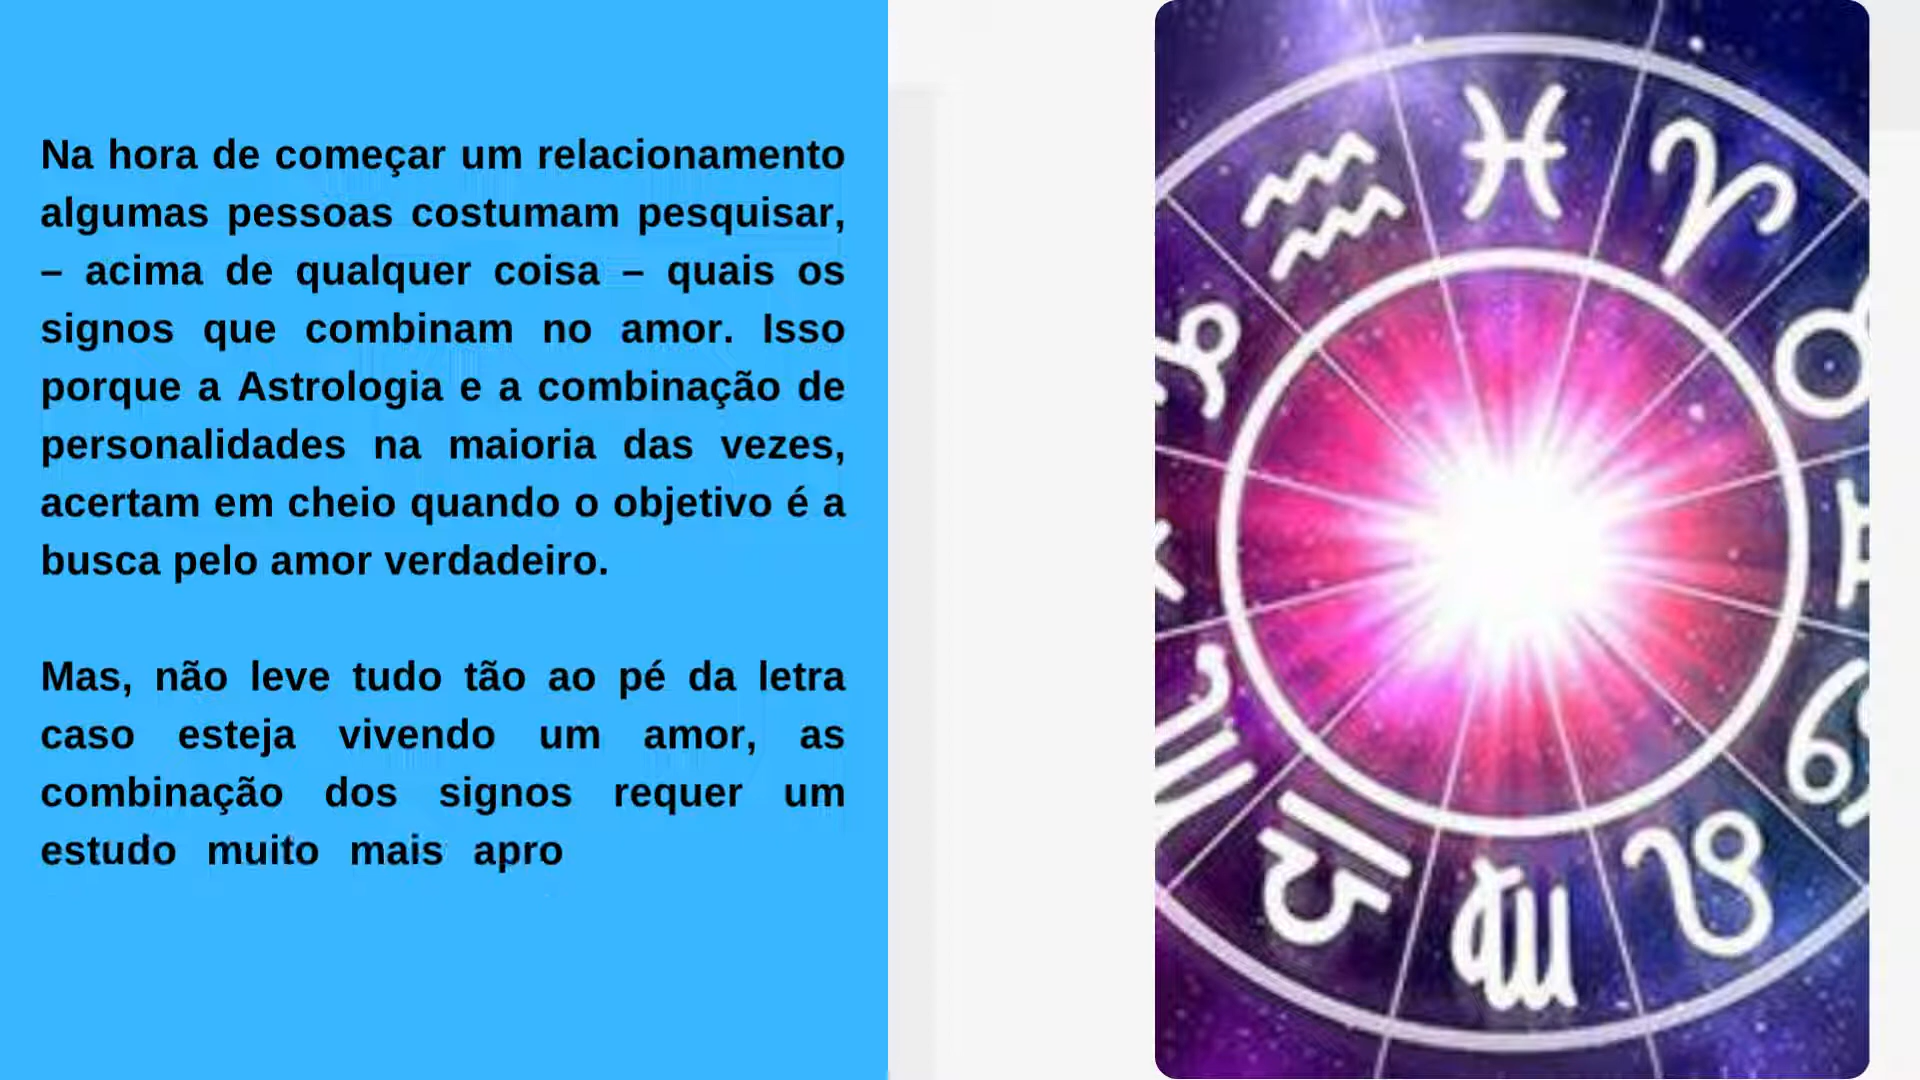 Na hora de começar um relacionamento
algumas pessoas costumam pesquisar,
– acima de qualquer coisa – quais os
signos que combinam no amor. Isso
porque a Astrologia e a combinação de
personalidades na maioria das vezes,
acertam em cheio quando o objetivo é a
busca pelo amor verdadeiro.
Mas, não leve tudo tão ao pé da letra
caso esteja vivendo um amor, as
combinação dos signos requer um
estudo muito mais apro